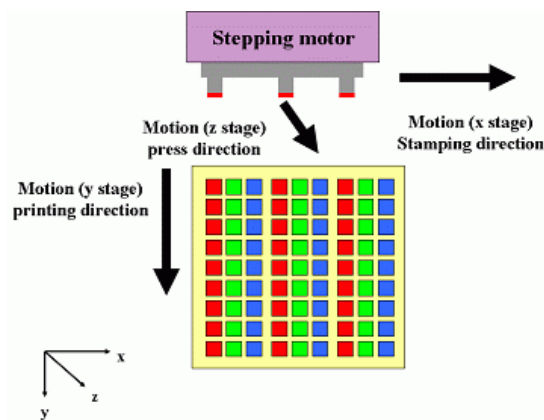 Stepping motor
Motion (z stage)
press direction
Motion (x stage)
Stamping direction
Motion (y stage)
printing direction
x
z
y